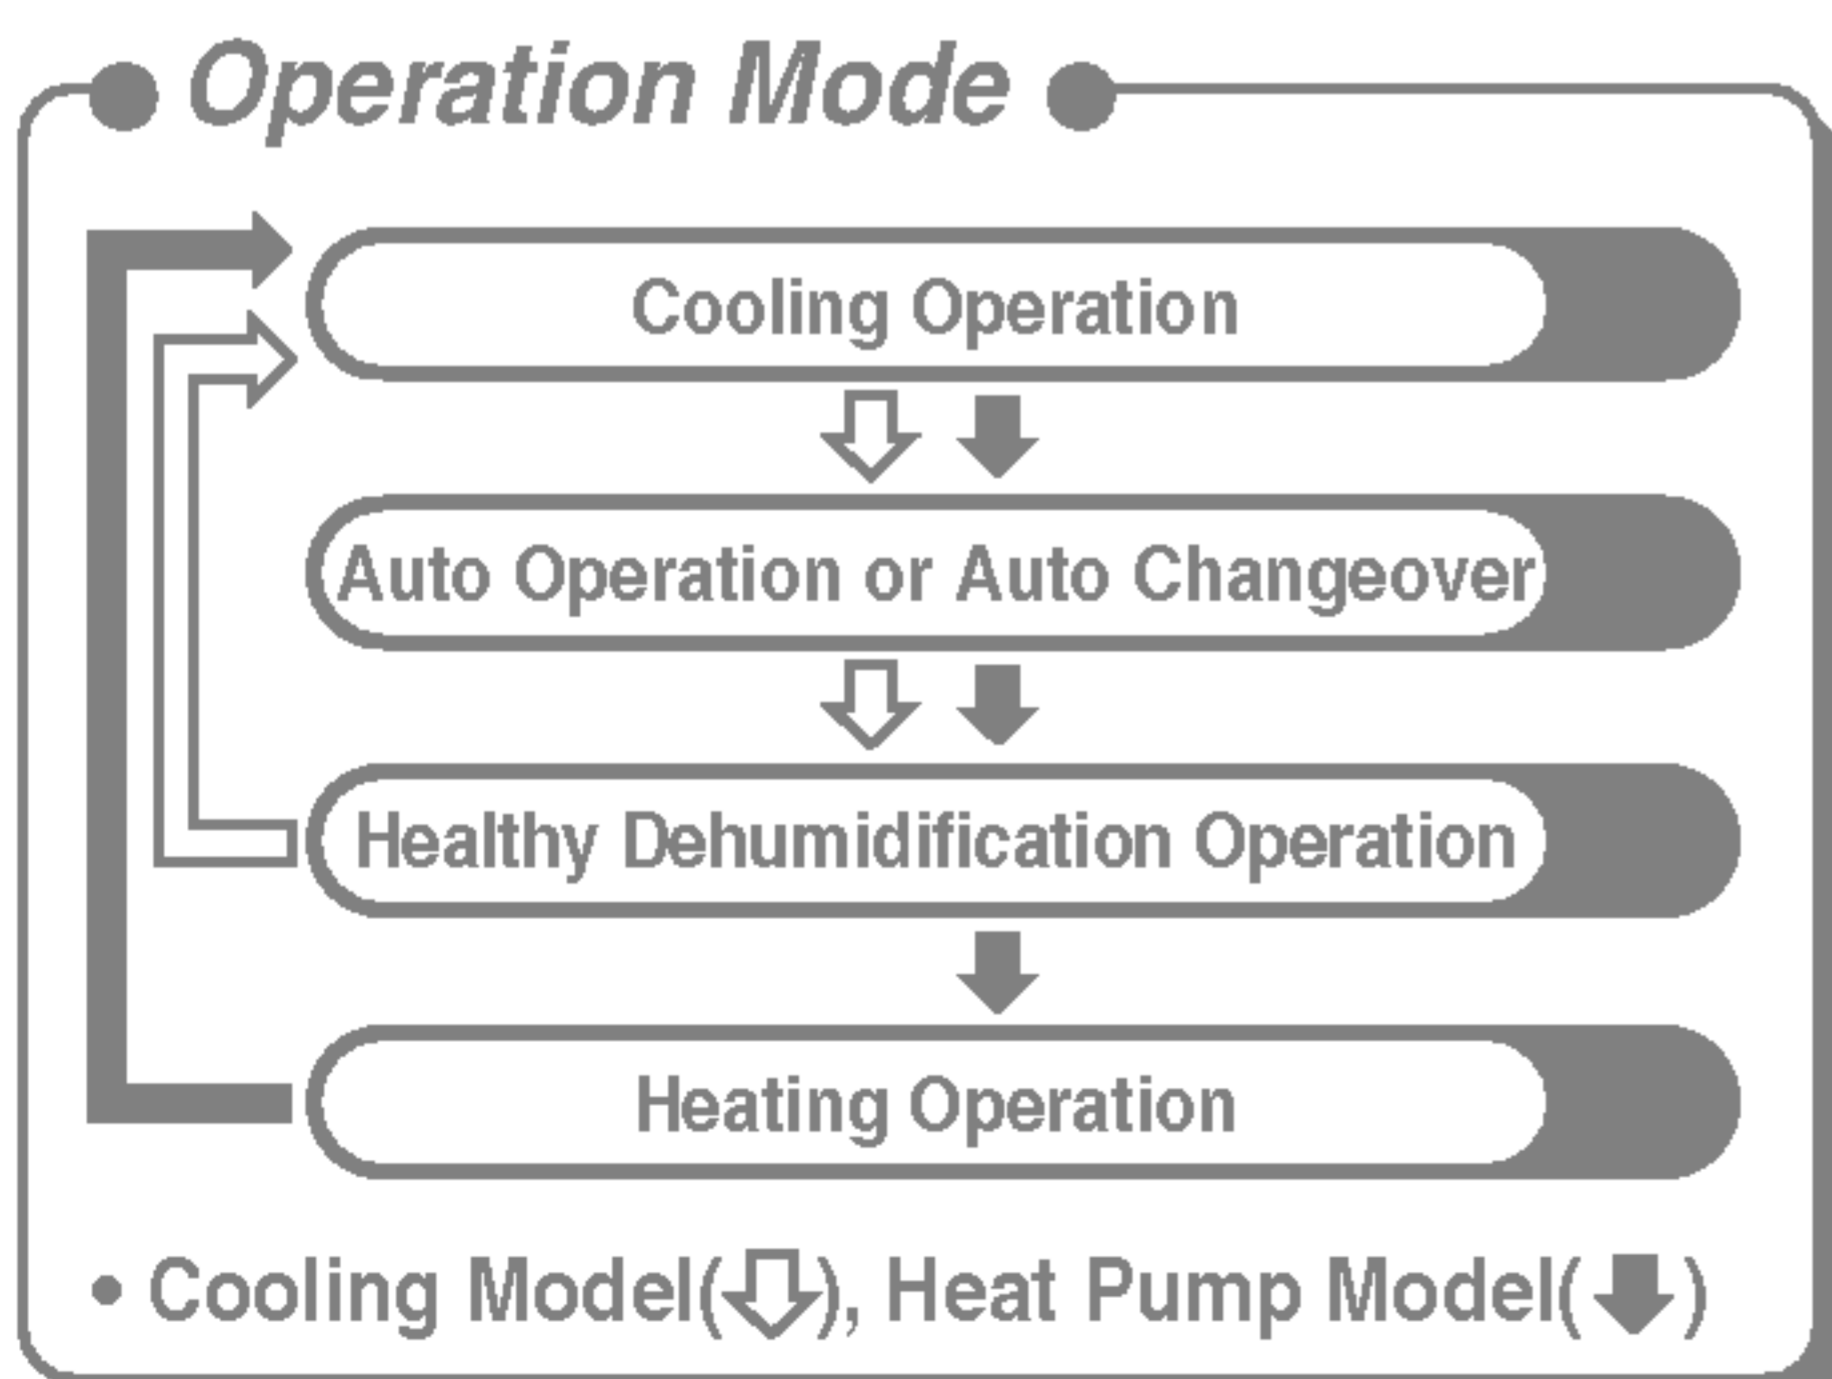 Operation Mode
Cooling Operation
Auto Operation or Auto Changeover
Healthy Dehumidification Operation
Heating Operation
• Cooling Model(⇩), Heat Pump Model(⬇)